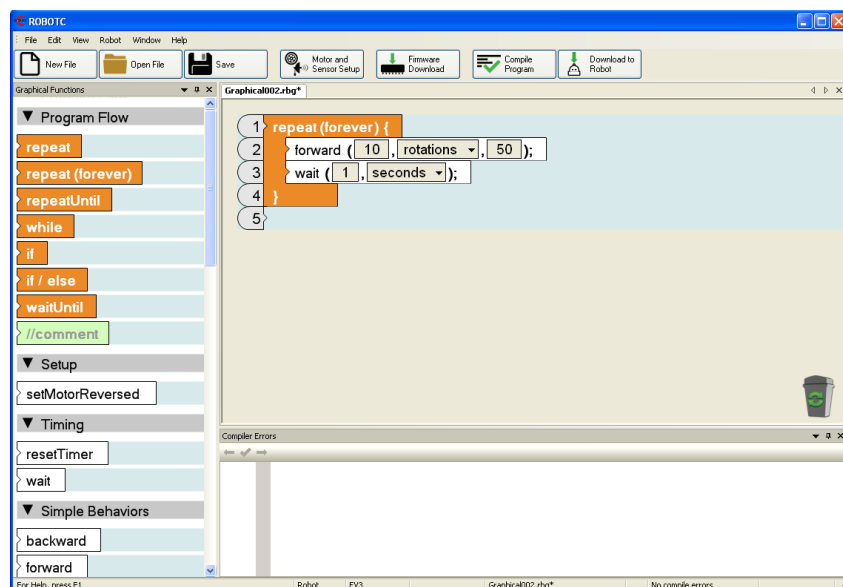 ROBOTC
File Edit View Robot Window Help
New File Open File Save Motor and Sensor Setup Firmware Download Compile Program Download to Robot
Graphical Functions
Graphical002.rbg*
Program Flow
repeat
repeat (forever)
repeatUntil
while
if
if / else
waitUntil
//comment
Setup
setMotorReversed
Timing
resetTimer
wait
Simple Behaviors
backward
forward
1 repeat (forever) {
2 forward ( 10 , rotations , 50 );
3 wait ( 1 , seconds );
4 }
5
Compiler Errors
For Help, press F1 Robot EV3 Graphical002.rbg* No compile errors